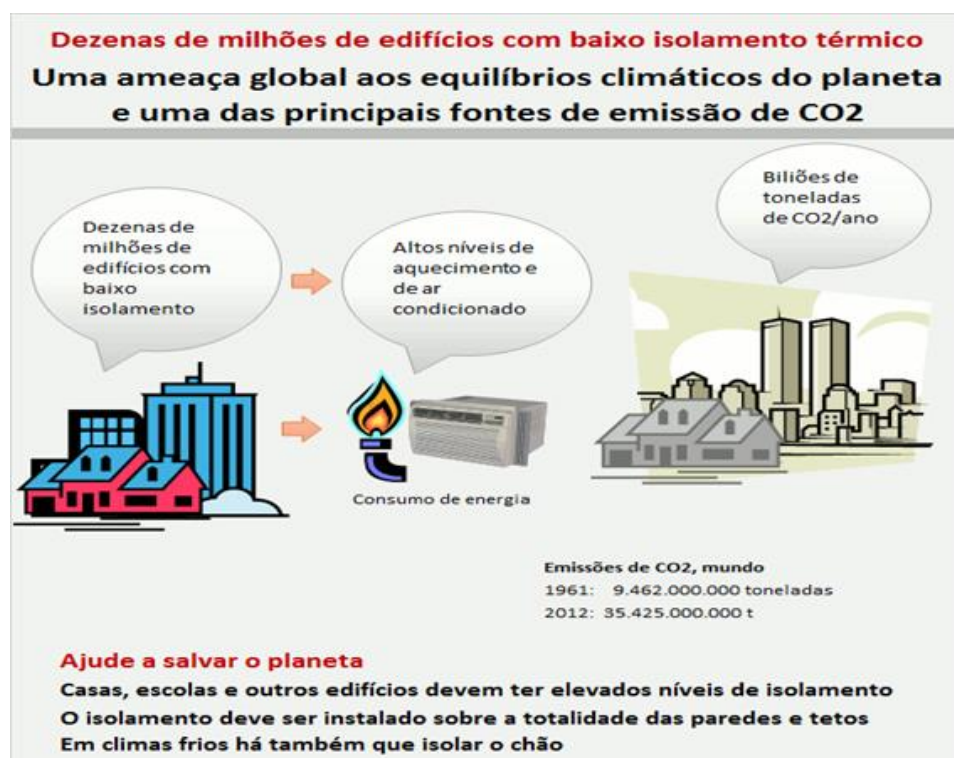 Dezenas de milhões de edifícios com baixo isolamento térmico
Uma ameaça global aos equilíbrios climáticos do planeta
e uma das principais fontes de emissão de CO2
Dezenas de
milhões de
edifícios com
baixo
isolamento
Altos níveis de
aquecimento e
de ar
condicionado
Biliões de
toneladas
de CO2/ano
Consumo de energia
Emissões de CO2, mundo
1961: 9.462.000.000 toneladas
2012: 35.425.000.000 t
Ajude a salvar o planeta
Casas, escolas e outros edifícios devem ter elevados níveis de isolamento
O isolamento deve ser instalado sobre a totalidade das paredes e tetos
Em climas frios há também que isolar o chão